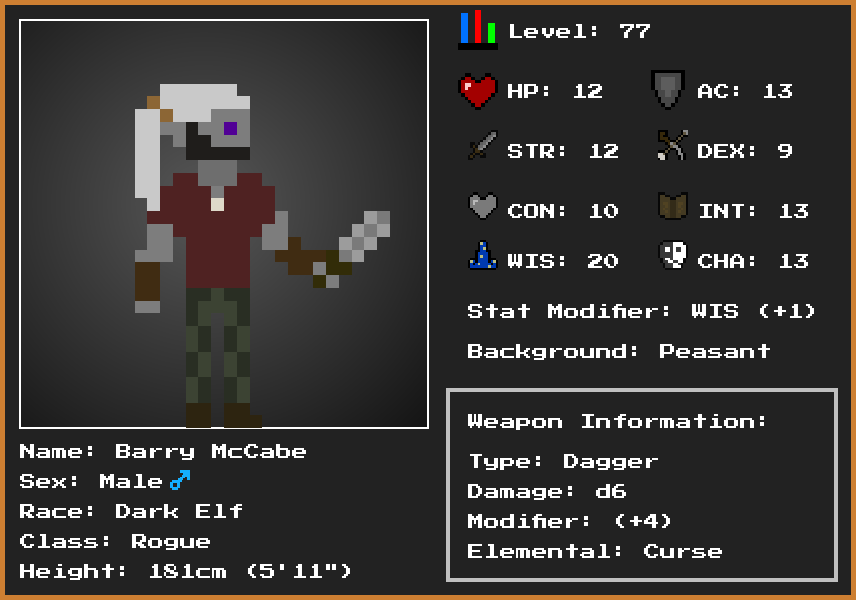 Level: 77
HP: 12 AC: 13
STR: 12 DEX: 9
CON: 10 INT: 13
WIS: 20 CHA: 13
Stat Modifier: WIS (+1)
Background: Peasant
Weapon Information:
Type: Dagger
Damage: d6
Modifier: (+4)
Elemental: Curse
Name: Barry McCabe
Sex: Male♂
Race: Dark Elf
Class: Rogue
Height: 181cm (5'11")